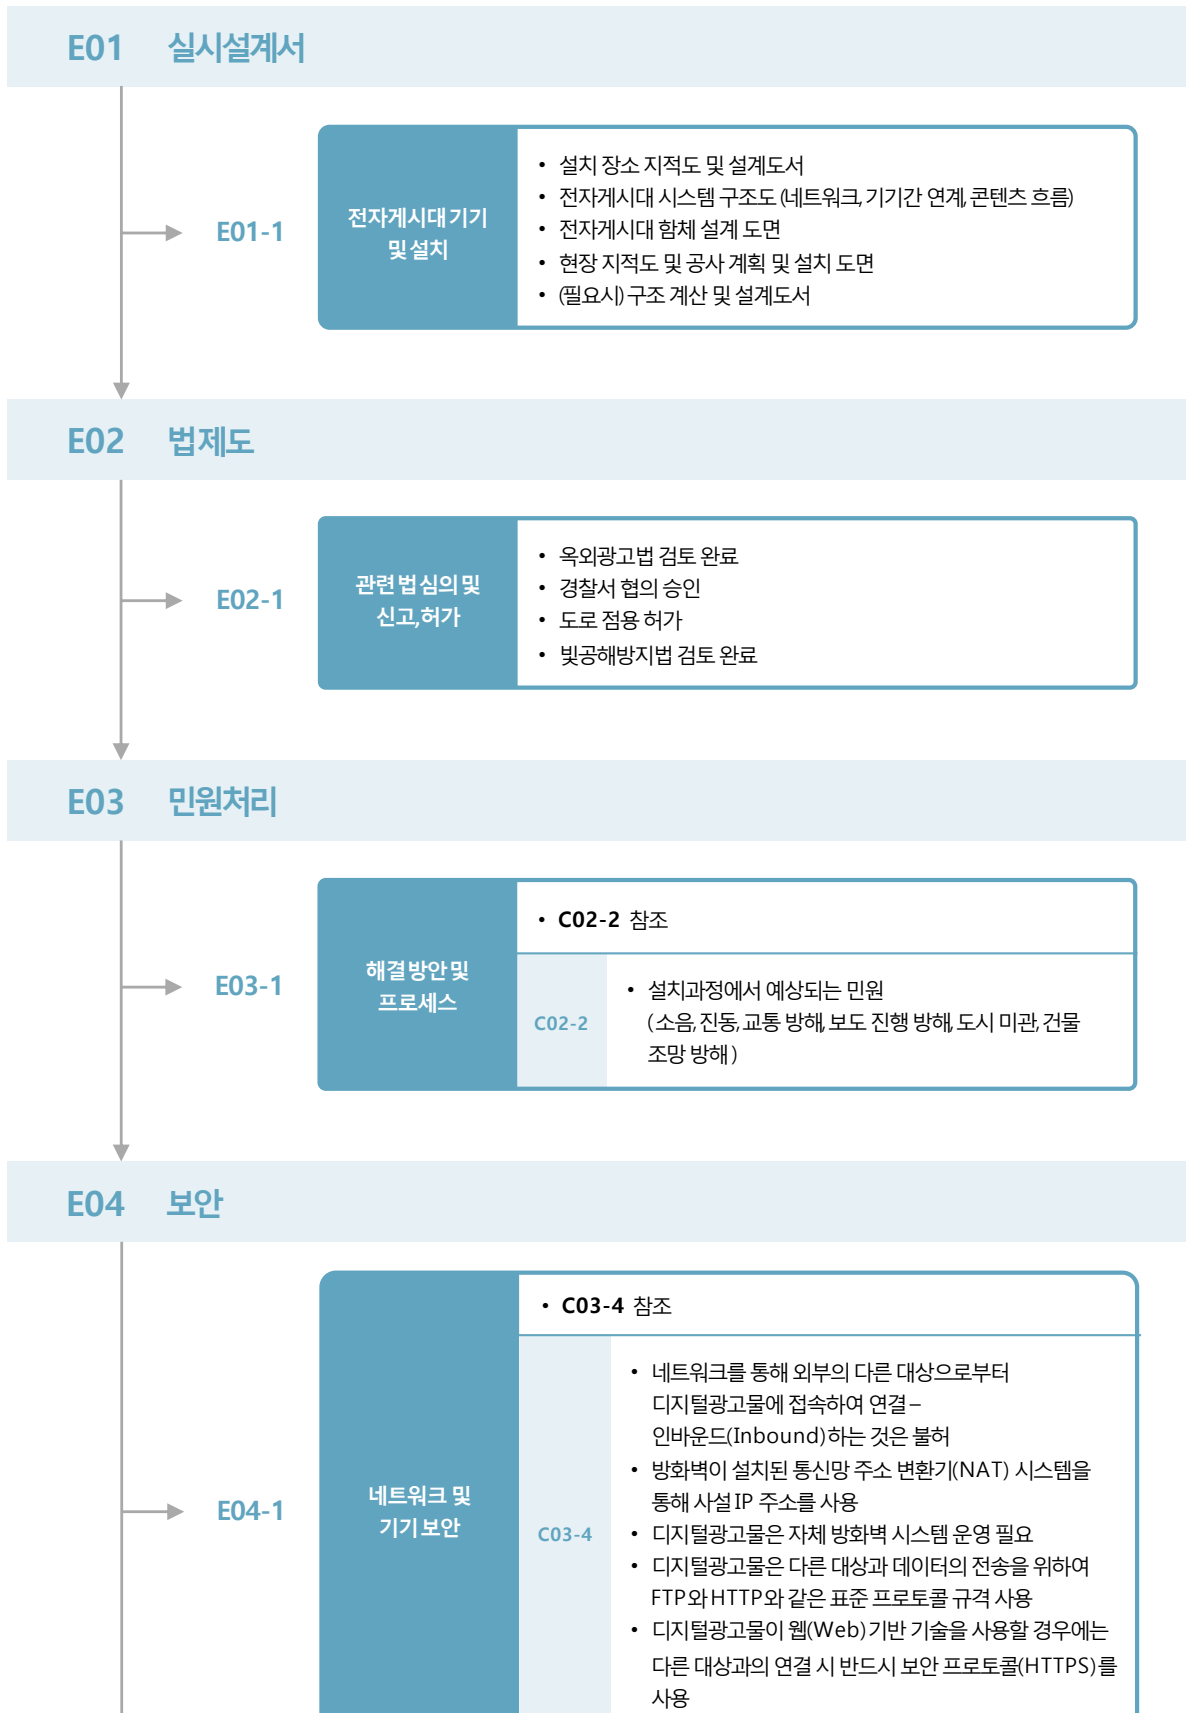 E01 실시설계서
E01-1
전자게시대 기기
및 설치
• 설치 장소 지적도 및 설계도서
• 전자게시대 시스템 구조도 (네트워크, 기기간 연계, 콘텐츠 흐름)
• 전자게시대 함체 설계 도면
• 현장 지적도 및 공사 계획 및 설치 도면
• (필요시) 구조 계산 및 설계도서
E02 법제도
E02-1
관련 법 심의 및
신고,허가
• 옥외광고법 검토 완료
• 경찰서 협의 승인
• 도로 점용 허가
• 빛공해방지법 검토 완료
E03 민원처리
E03-1
해결 방안 및
프로세스
• C02-2 참조
C02-2
• 설치과정에서 예상되는 민원
( 소음, 진동, 교통 방해, 보도 진행 방해, 도시 미관, 건물
조망 방해 )
E04 보안
E04-1
네트워크 및
기기 보안
• C03-4 참조
C03-4
• 네트워크를 통해 외부의 다른 대상으로부터
디지털광고물에 접속하여 연결 –
인바운드(Inbound)하는 것은 불허
• 방화벽이 설치된 통신망 주소 변환기(NAT) 시스템을
통해 사설 IP 주소를 사용
• 디지털광고물은 자체 방화벽 시스템 운영 필요
• 디지털광고물은 다른 대상과 데이터의 전송을 위하여
FTP와 HTTP와 같은 표준 프로토콜 규격 사용
• 디지털광고물이 웹(Web) 기반 기술을 사용할 경우에는
다른 대상과의 연결 시 반드시 보안 프로토콜(HTTPS)를
사용